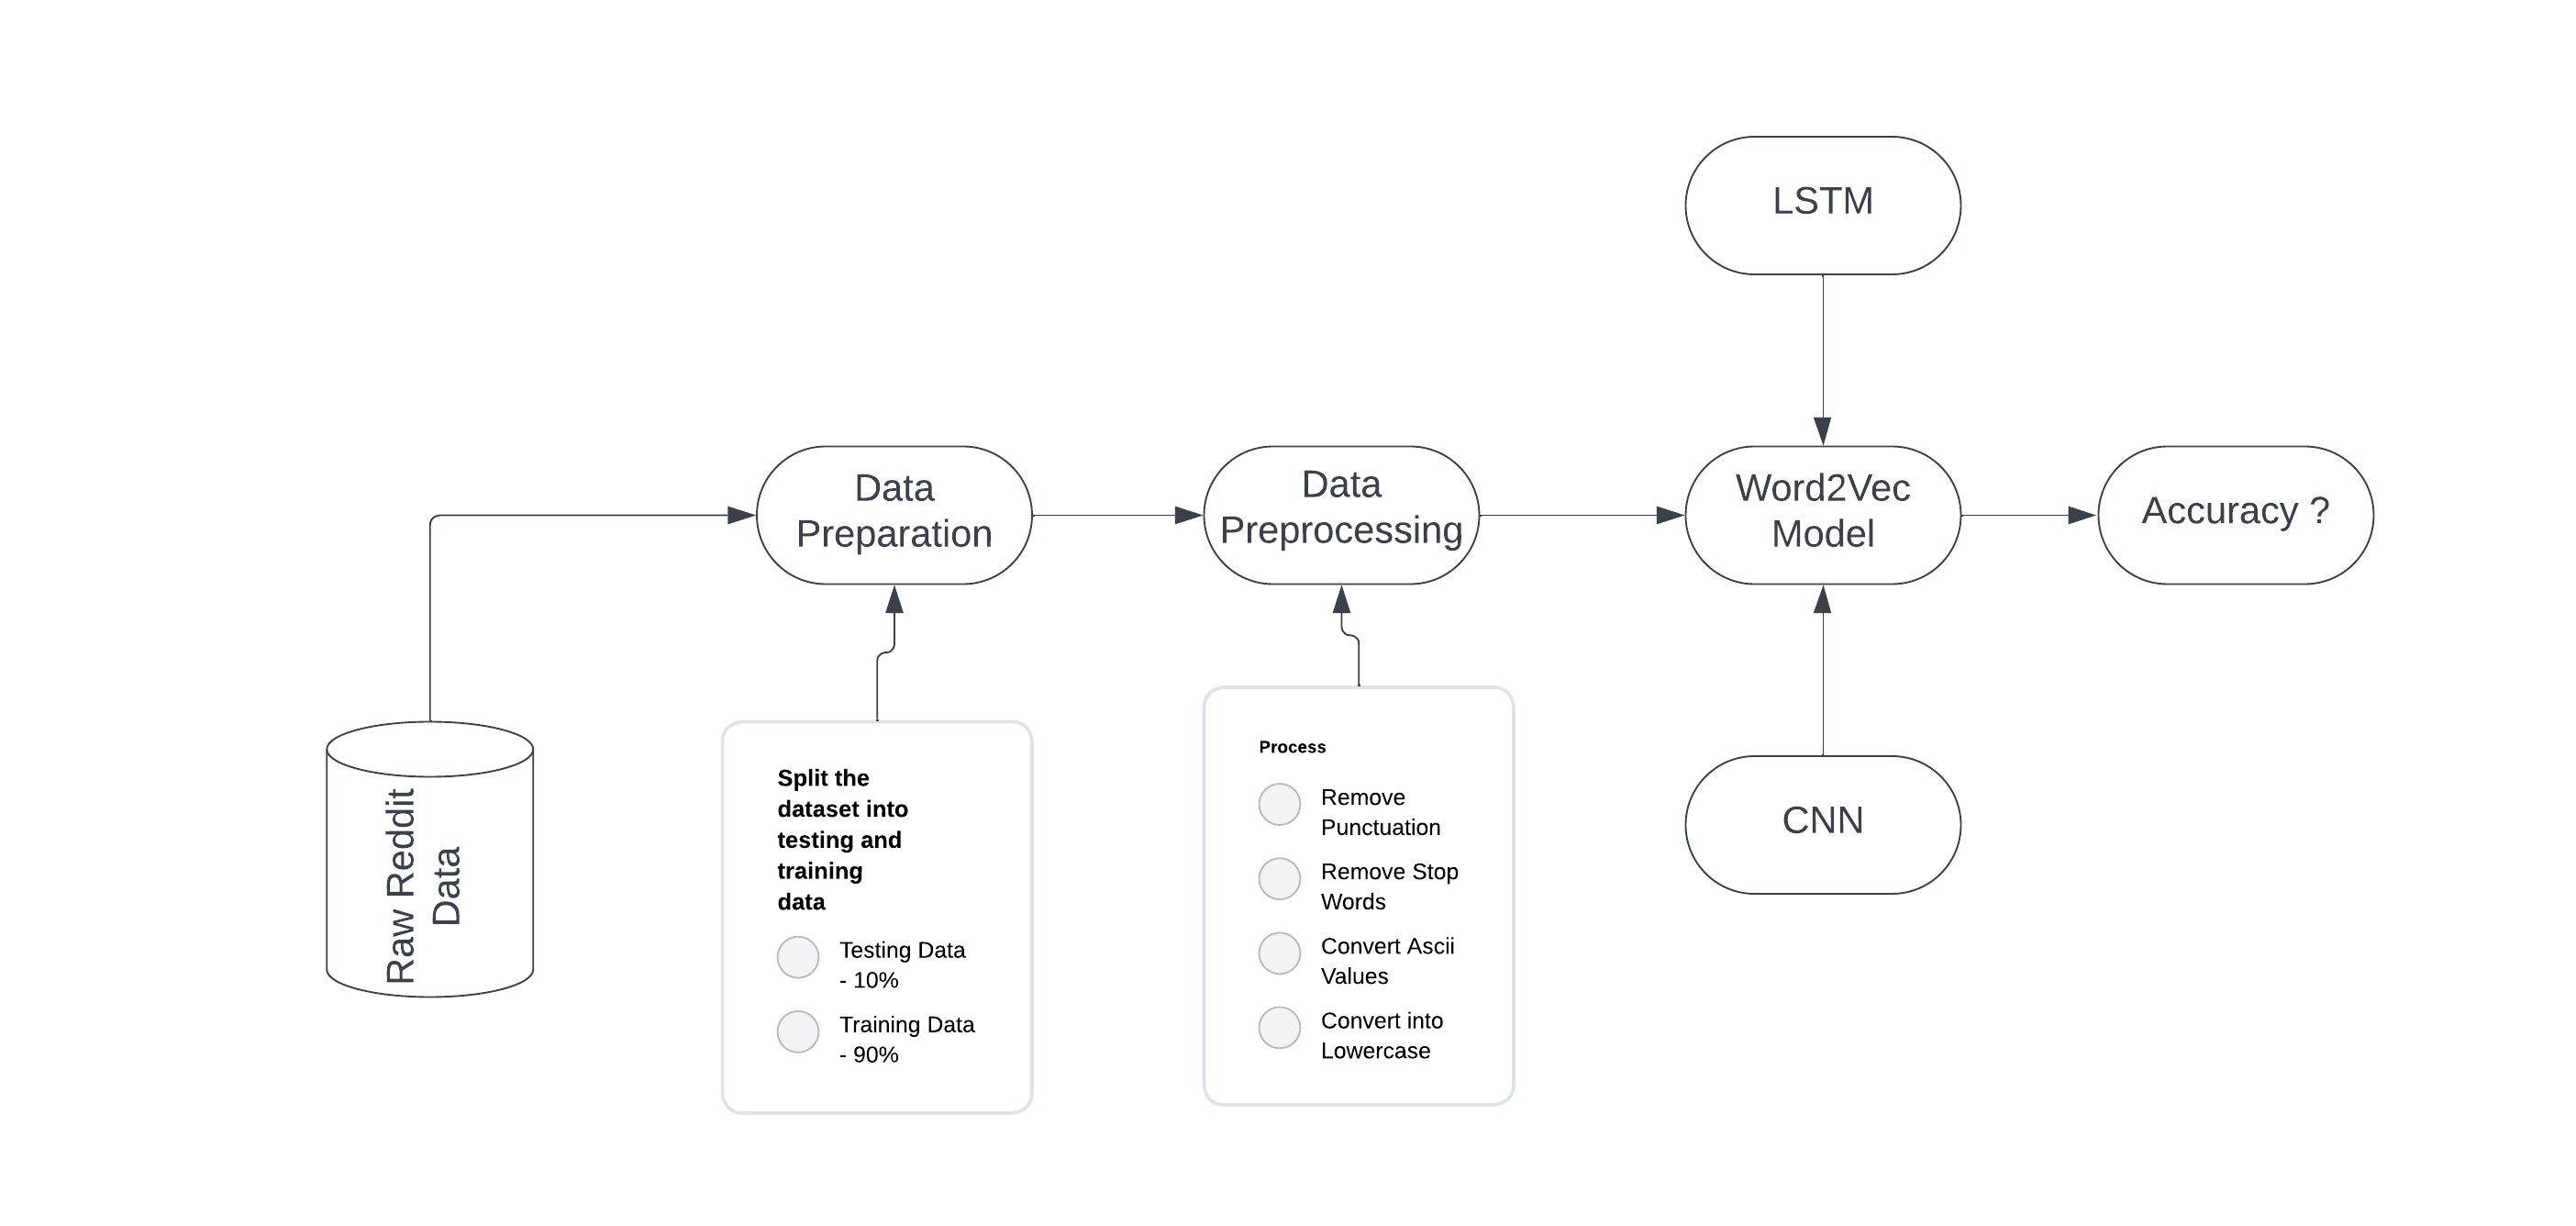 LSTM
Data
Preparation
Data
Preprocessing
Word2Vec
Model
Accuracy ?
Raw Reddit
Data
Split the
dataset into
testing and
training
data
Testing Data
- 10%
Training Data
- 90%
Process
Remove
Punctuation
Remove Stop
Words
Convert Ascii
Values
Convert into
Lowercase
CNN